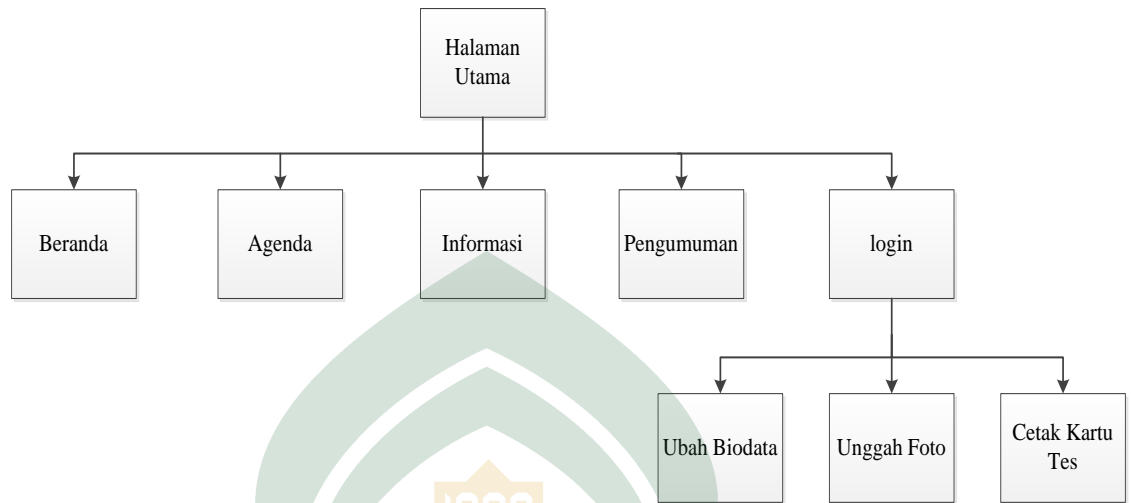 Halaman
Utama
Beranda
Agenda
Informasi
Pengumuman
login
Ubah Biodata
Unggah Foto
Cetak Kartu
Tes